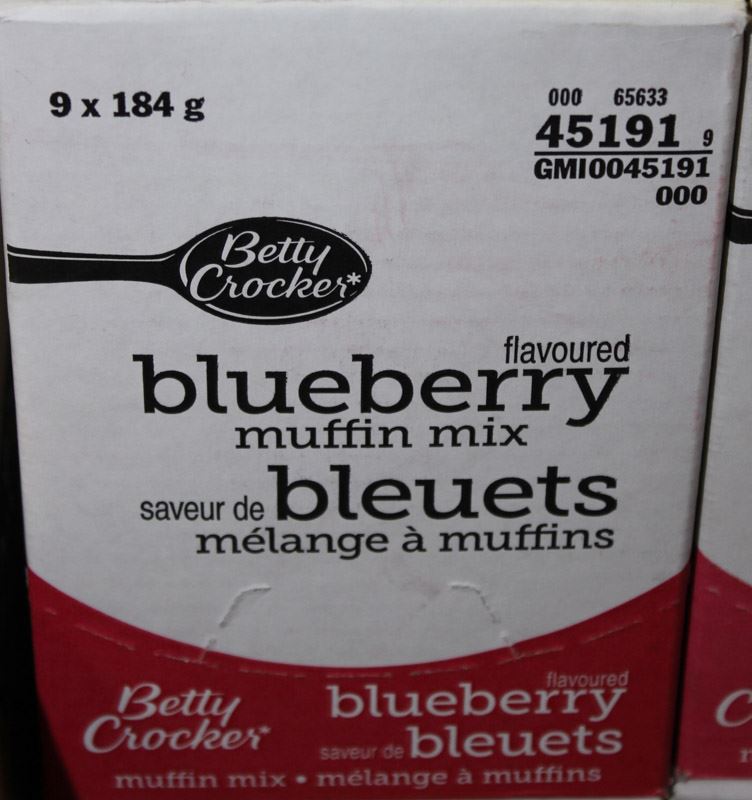 9 x 184 g
000 65633
45191 9
GMI0045191
000
Betty
Crocker*
flavoured
blueberry
muffin mix
saveur de bleuets
mélange à muffins
Betty
Crocker*
flavoured
blueberry
saveur de bleuets
muffin mix • mélange à muffins